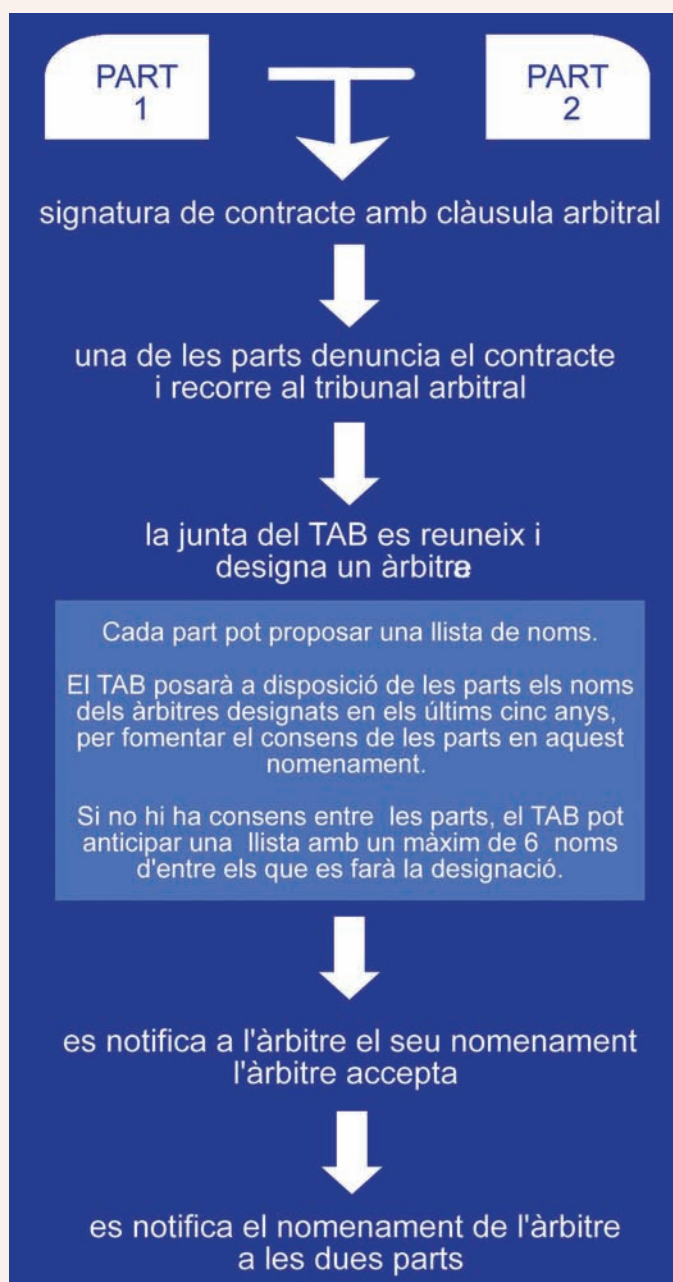 PART
1
PART
2
signatura de contracte amb clàusula arbitral
una de les parts denuncia el contracte
i recorre al tribunal arbitral
la junta del TAB es reuneix i
designa un àrbitre
Cada part pot proposar una llista de noms.
El TAB posarà a disposició de les parts els noms
dels àrbitres designats en els últims cinc anys,
per fomentar el consens de les parts en aquest
nomenament.
Si no hi ha consens entre les parts, el TAB pot
anticipar una llista amb un màxim de 6 noms
d'entre els que es farà la designació.
es notifica a l'àrbitre el seu nomenament
l'àrbitre accepta
es notifica el nomenament de l'àrbitre
a les dues parts